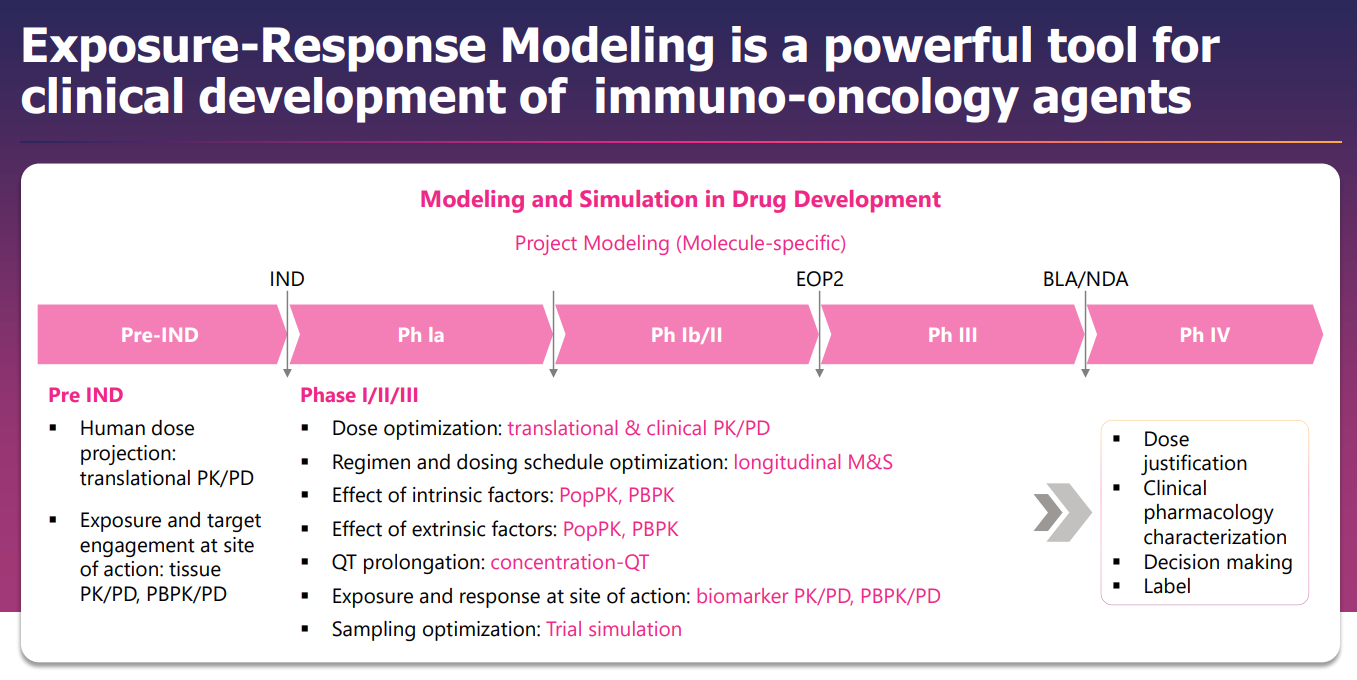 Exposure-Response Modeling is a powerful tool for
clinical development of  immuno-oncology agents
Modeling and Simulation in Drug Development
Project Modeling (Molecule-specific)
IND
EOP2
BLA/NDA
Pre-IND
Ph Ia
Ph Ib/II
Ph III
Ph IV
Pre IND
▪ Human dose
projection:
translational PK/PD
▪ Exposure and target
engagement at site
of action: tissue
PK/PD, PBPK/PD
Phase I/II/III
▪ Dose optimization: translational & clinical PK/PD
▪ Regimen and dosing schedule optimization: longitudinal M&S
▪ Effect of intrinsic factors: PopPK, PBPK
▪ Effect of extrinsic factors: PopPK, PBPK
▪ QT prolongation: concentration-QT
▪ Exposure and response at site of action: biomarker PK/PD, PBPK/PD
▪ Sampling optimization: Trial simulation
▪ Dose
justification
▪ Clinical
pharmacology
characterization
▪ Decision making
▪ Label